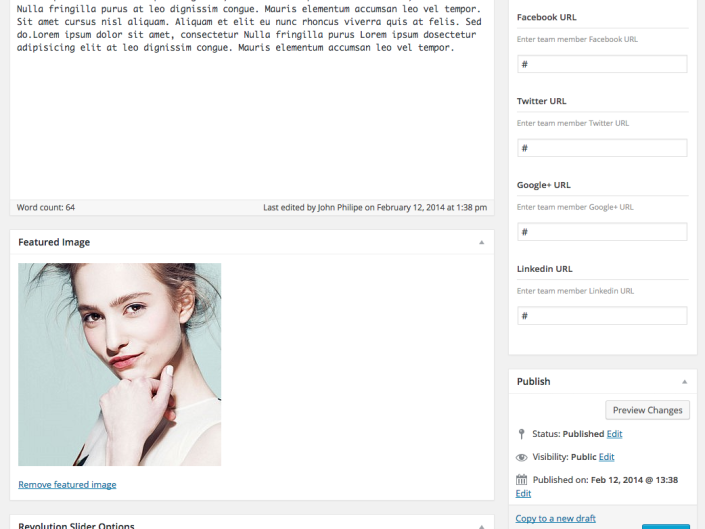 Nulla fringilla purus at leo dignissim congue. Mauris elementum accumsan leo vel tempor.
Sit amet cursus nisl aliquam. Aliquam et elit eu nunc rhoncus viverra quis at felis. Sed
do.Lorem ipsum dolor sit amet, consectetur Nulla fringilla purus Lorem ipsum dosectetur
adipisicing elit at leo dignissim congue. Mauris elementum accumsan leo vel tempor.
Word count: 64
Last edited by John Philipe on February 12, 2014 at 1:38 pm
Featured Image
Remove featured image
Revolution Slider Options
Facebook URL
Enter team member Facebook URL
#
Twitter URL
Enter team member Twitter URL
#
Google+ URL
Enter team member Google+ URL
#
Linkedin URL
Enter team member Linkedin URL
#
Publish
Preview Changes
Status: Published Edit
Visibility: Public Edit
Published on: Feb 12, 2014 @ 13:38
Edit
Copy to a new draft